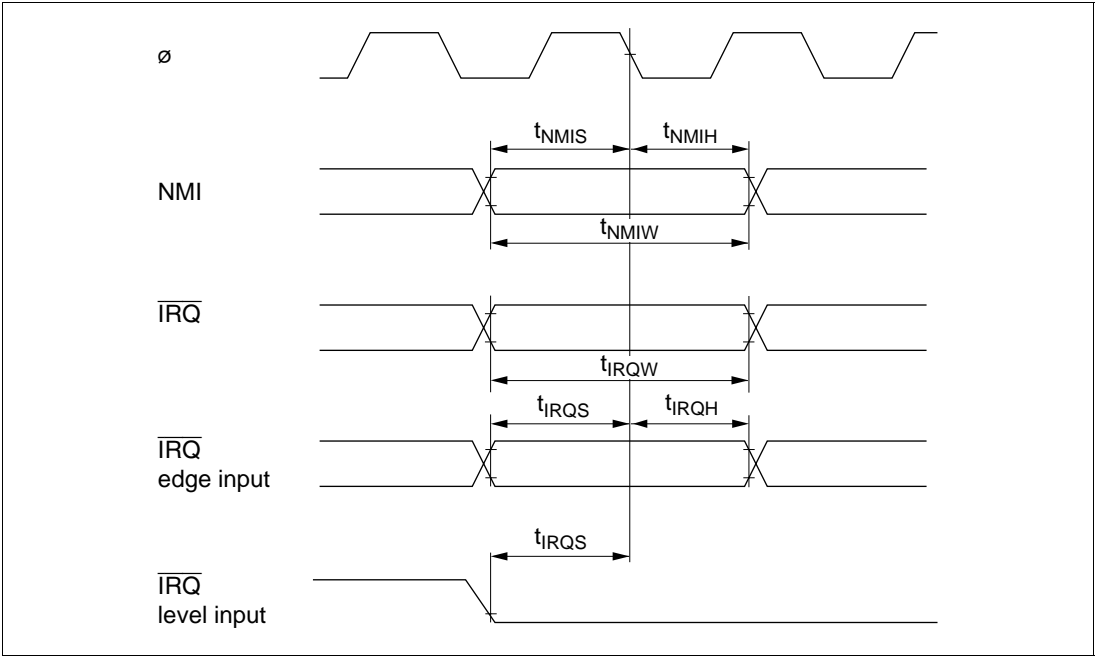 ø
tNMIS tNMIH
NMI
tNMIW
IRQ
tIRQW
tIRQS tIRQH
IRQ
edge input
tIRQS
IRQ
level input